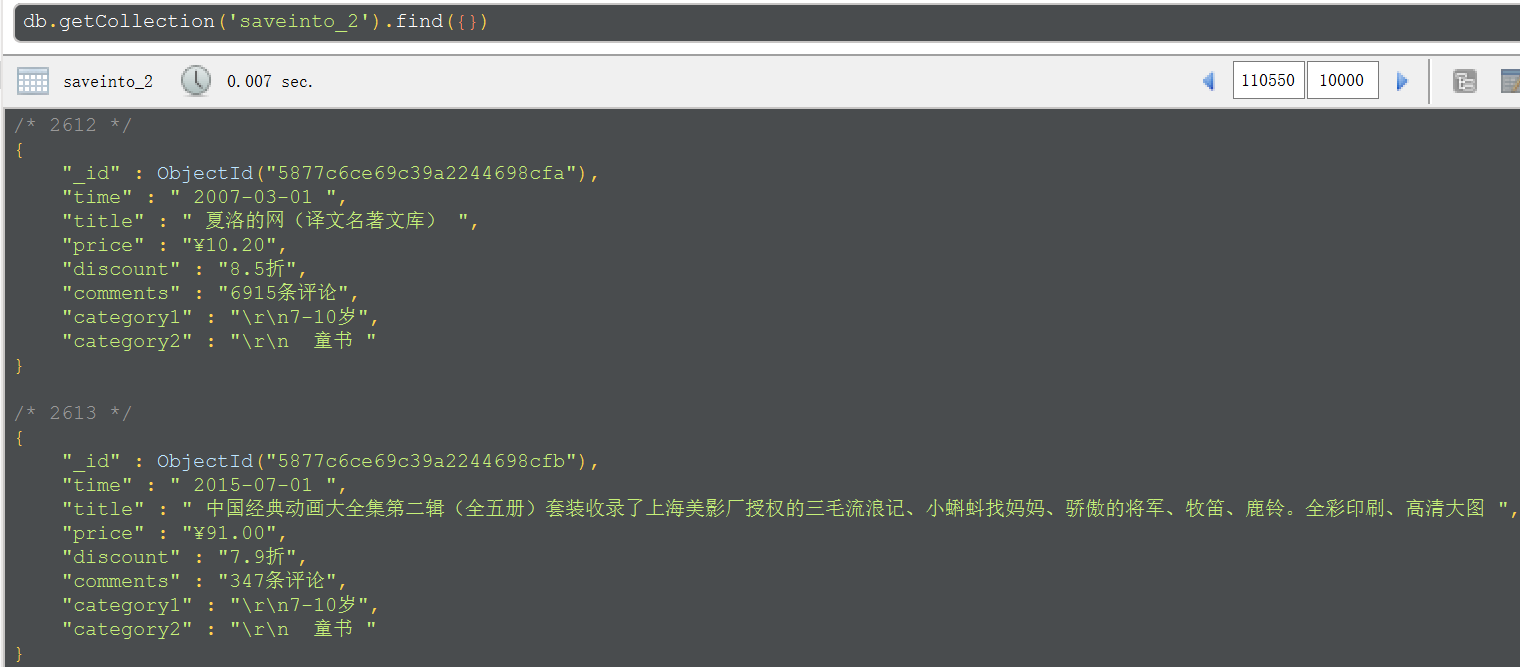 db.getCollection('saveinto_2').find({})
saveinto_2 0.007 sec. 110550 10000
/* 2612 */
{
    "_id" : ObjectId("5877c6ce69c39a2244698cfa"),
    "time" : " 2007-03-01 ",
    "title" : " 夏洛的网（译文名著文库） ",
    "price" : "¥10.20",
    "discount" : "8.5折",
    "comments" : "6915条评论",
    "category1" : "\r\n7-10岁",
    "category2" : "\r\n  童书 "
}
/* 2613 */
{
    "_id" : ObjectId("5877c6ce69c39a2244698cfb"),
    "time" : " 2015-07-01 ",
    "title" : " 中国经典动画大全集第二辑（全五册）套装收录了上海美影厂授权的三毛流浪记、小蝌蚪找妈妈、骄傲的将军、牧笛、鹿铃。全彩印刷、高清大图 ",
    "price" : "¥91.00",
    "discount" : "7.9折",
    "comments" : "347条评论",
    "category1" : "\r\n7-10岁",
    "category2" : "\r\n  童书 "
}